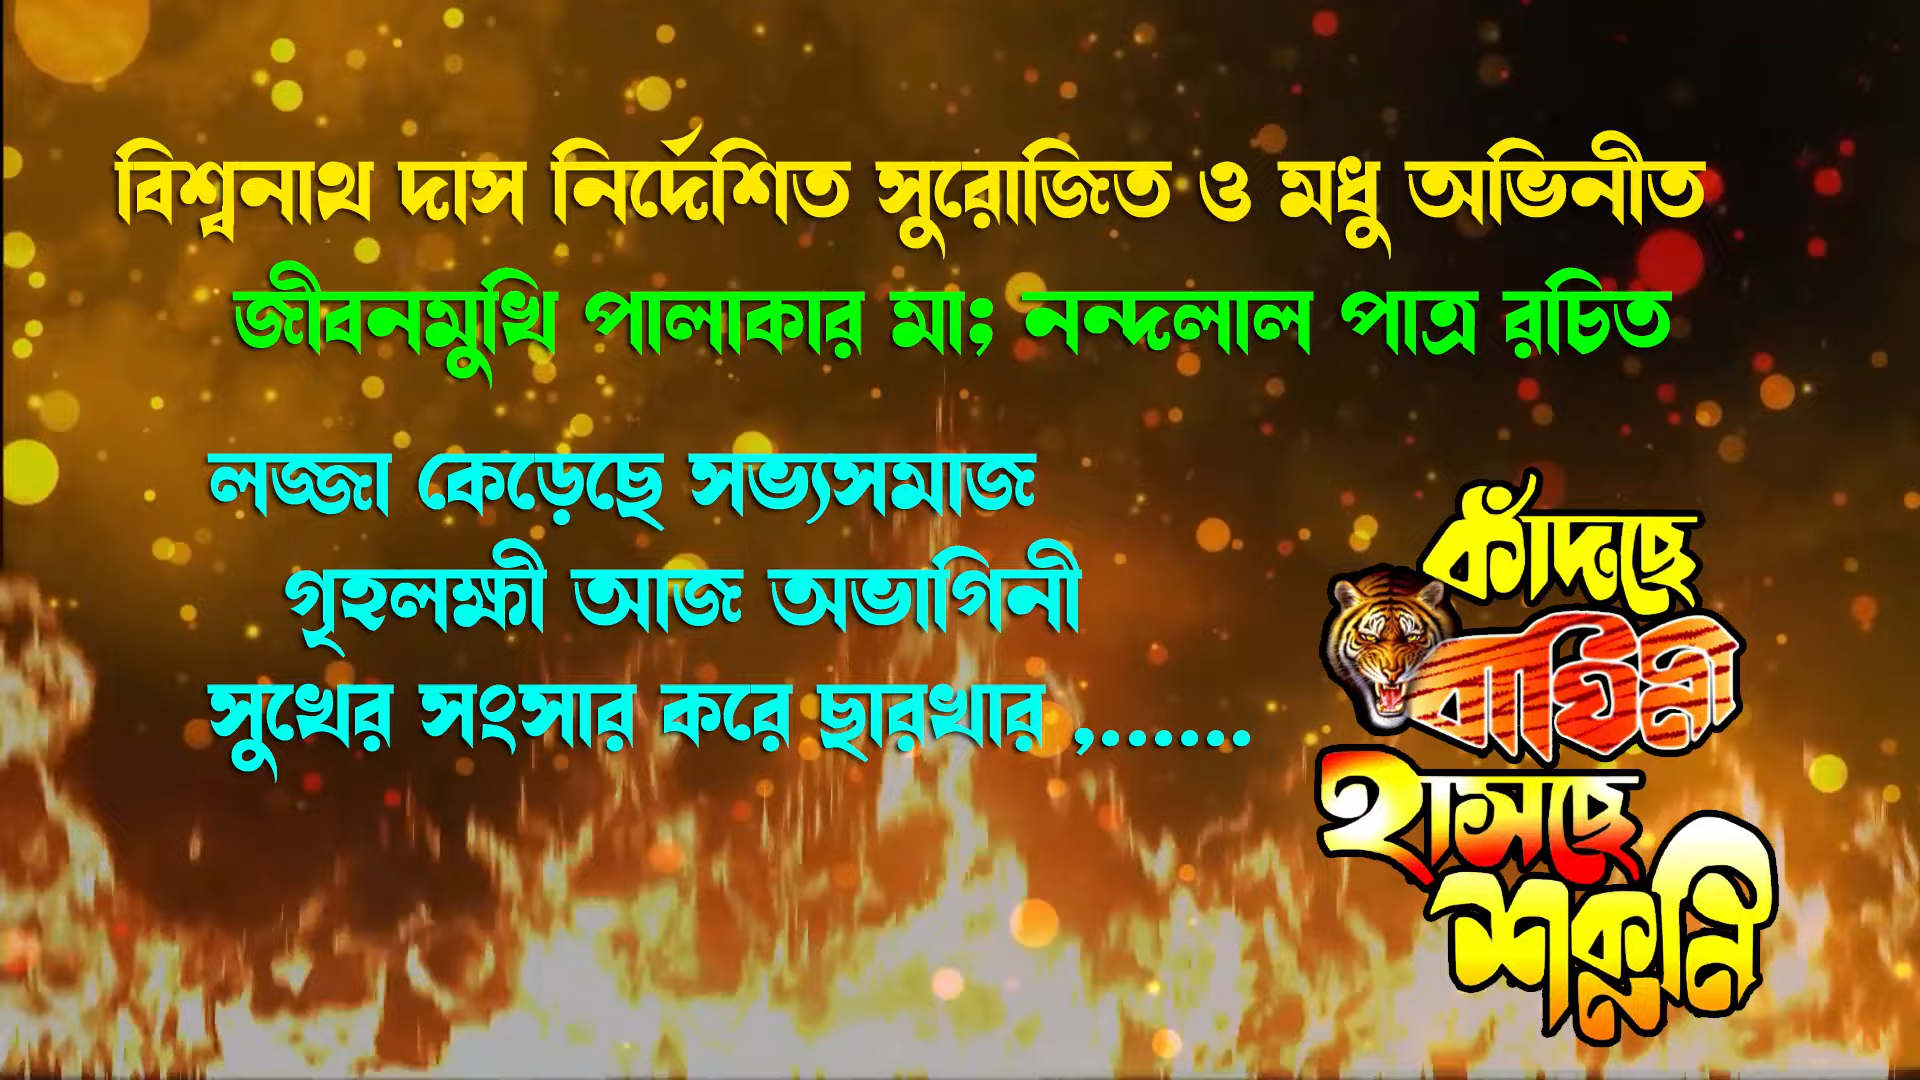 বিশ্বনাথ দাস নির্দেশিত সুরোজিত ও মধু অভিনীত
জীবনমুখি পালাকার মা; নন্দলাল পাত্র রচিত
লজ্জা কেড়েছে সভ্যসমাজ
গৃহলক্ষী আজ অভাগিনী
সুখের সংসার করে ছারখার ,......
কাঁদছে
বাঘিনী
হাসছে
শকুনি